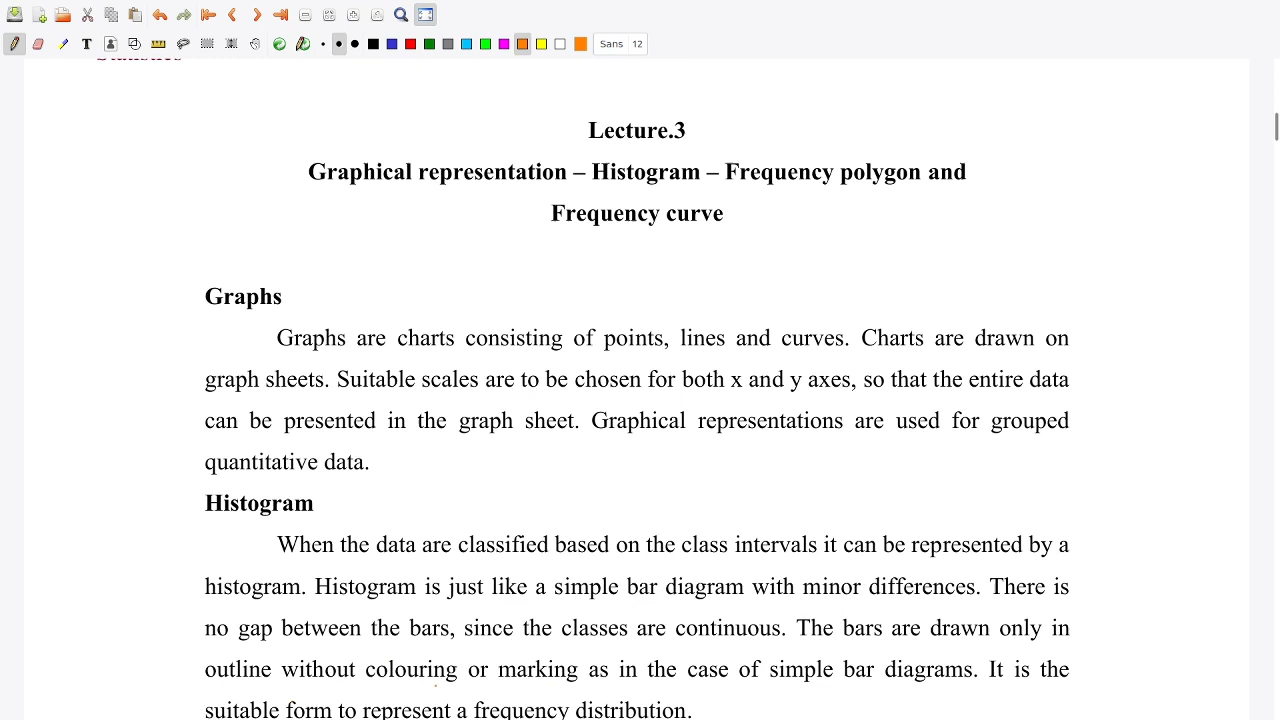 Sans 12
Lecture.3
Graphical representation – Histogram – Frequency polygon and
Frequency curve
Graphs
Graphs are charts consisting of points, lines and curves. Charts are drawn on
graph sheets. Suitable scales are to be chosen for both x and y axes, so that the entire data
can be presented in the graph sheet. Graphical representations are used for grouped
quantitative data.
Histogram
When the data are classified based on the class intervals it can be represented by a
histogram. Histogram is just like a simple bar diagram with minor differences. There is
no gap between the bars, since the classes are continuous. The bars are drawn only in
outline without colouring or marking as in the case of simple bar diagrams. It is the
suitable form to represent a frequency distribution.